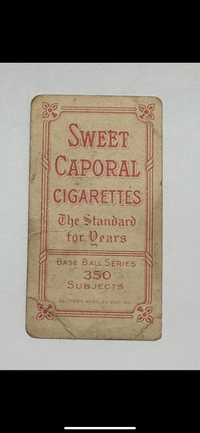 SWEET
CAPORAL
CIGARETTES
The Standard
for Years
BASE BALL SERIES
350
SUBJECTS